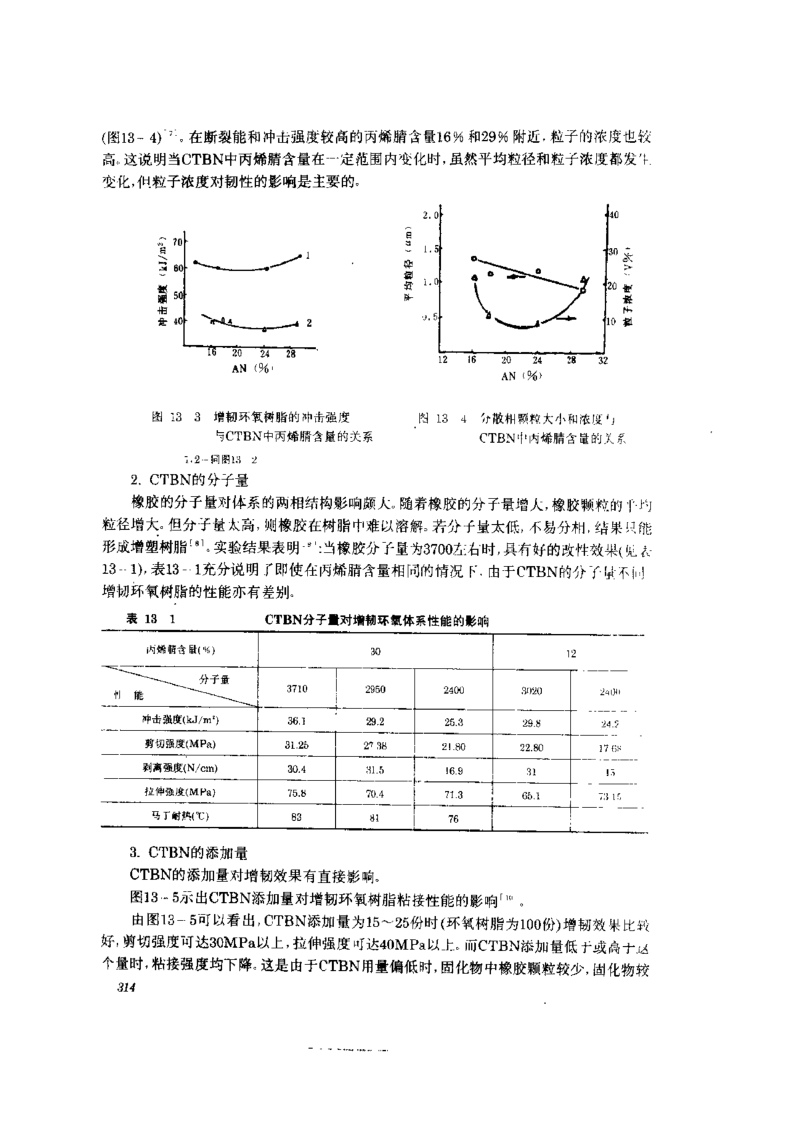 (图13-4)[7]。在断裂能和冲击强度较高的丙烯腈含量16%和29%附近，粒子的浓度也较
高。这说明当CTBN中丙烯腈含量在一定范围内变化时，虽然平均粒径和粒子浓度都发生
变化，但粒子浓度对韧性的影响是主要的。
冲击强度 (kJ/m²)
70
60
50
40
1
2
16 20 24 28
AN (%)
平均粒径 (μm)
2.0
1.5
1.0
0.5
40
30
20
10
粒子浓度 (V%)
12 16 20 24 28 32
AN (%)
图 13 3 增韧环氧树脂的冲击强度
与CTBN中丙烯腈含量的关系
1,2-同图13 2
图 13 4 分散相颗粒大小和浓度与
CTBN中丙烯腈含量的关系
2. CTBN的分子量
橡胶的分子量对体系的两相结构影响颇大。随着橡胶的分子量增大，橡胶颗粒的平均
粒径增大。但分子量太高，则橡胶在树脂中难以溶解。若分子量太低，不易分相，结果只能
形成增塑树脂[8]。实验结果表明[9]:当橡胶分子量为3700左右时，具有好的改性效果(见表
13-1)，表13-1充分说明了即使在丙烯腈含量相同的情况下，由于CTBN的分子量不同
增韧环氧树脂的性能亦有差别。
表 13 1 CTBN分子量对增韧环氧体系性能的影响
丙烯腈含量(%) 30 12
分子量
性 能
3710 2950 2400 3020 2400
冲击强度(kJ/m²) 36.1 29.2 25.3 29.8 24.
剪切强度(MPa) 31.25 27.38 21.80 22.80 17.68
剥离强度(N/cm) 30.4 31.5 16.9 31 15
拉伸强度(MPa) 75.8 70.4 71.3 65.1 73.15
马丁耐热(℃) 83 81 76
3. CTBN的添加量
CTBN的添加量对增韧效果有直接影响。
图13-5示出CTBN添加量对增韧环氧树脂粘接性能的影响[10]。
由图13-5可以看出，CTBN添加量为15～25份时(环氧树脂为100份)增韧效果比较
好，剪切强度可达30MPa以上，拉伸强度可达40MPa以上。而CTBN添加量低于或高于这
个量时，粘接强度均下降。这是由于CTBN用量偏低时，固化物中橡胶颗粒较少，固化物较
314